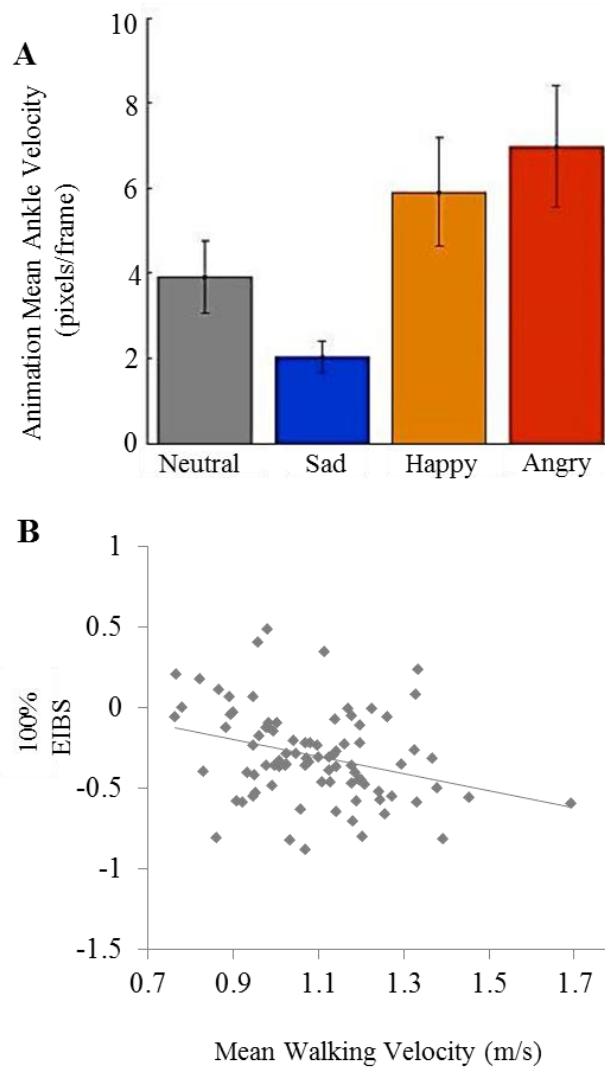 A
Animation Mean Ankle Velocity
(pixels/frame)
10
8
6
4
2
0
Neutral Sad Happy Angry
B
100%
EIBS
1
0.5
0
-0.5
-1
-1.5
0.7 0.9 1.1 1.3 1.5 1.7
Mean Walking Velocity (m/s)